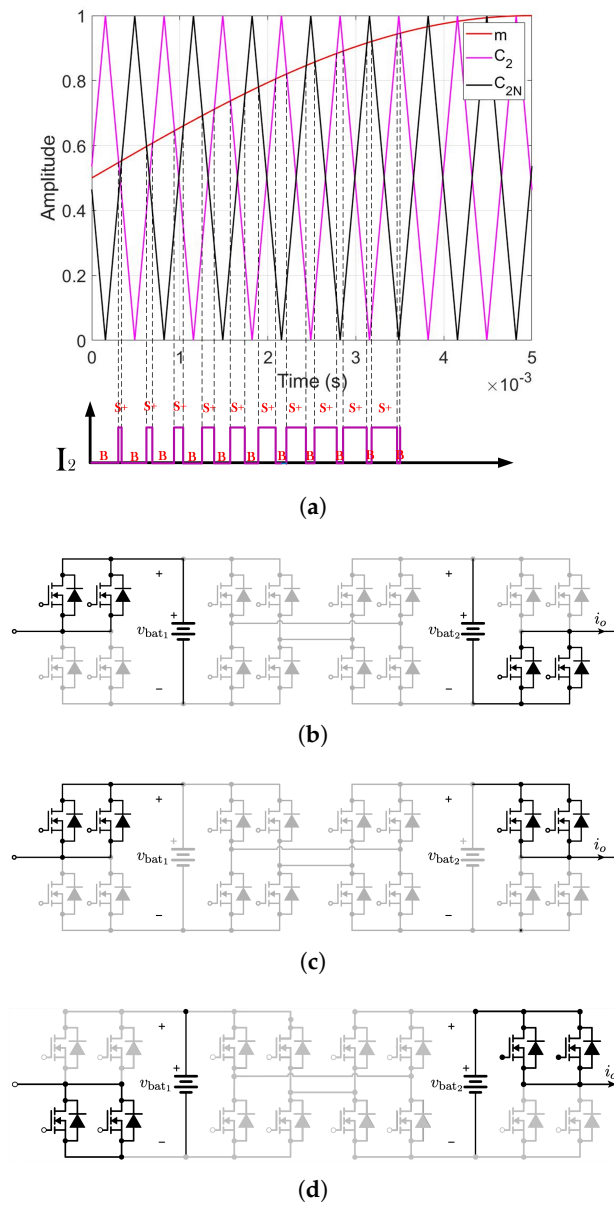 1
m
C2
C2N
0.8
0.6
Amplitude
0.4
0.2
0
0 1 2 3 4 5
Time (s)
×10-3
S+ S+ S+ S+ S+ S+ S+ S+ S+ S+
I2
B B B B B B B B B B B
(a)
+ + + +
vbat1 vbat2 io
− −
(b)
+ + + +
vbat1 vbat2 io
− −
(c)
+ + + +
vbat1 vbat2 io
− −
(d)